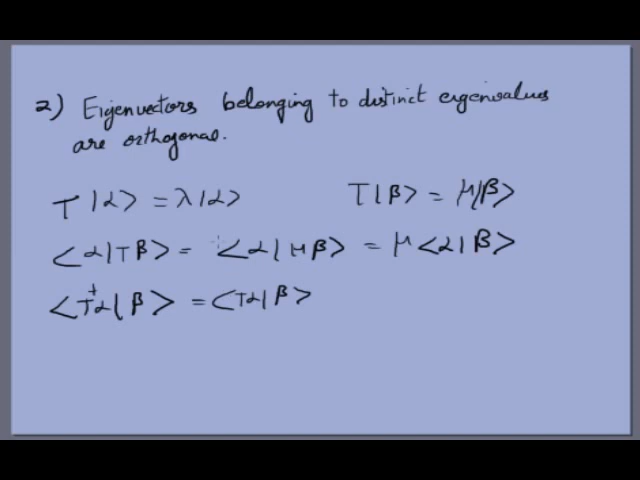 2) Eigenvectors belonging to distinct eigenvalues
are orthogonal.
T |α> = λ|α> T|β> = μ|β>
<α|Tβ> = <α|μβ> = μ<α|β>
<T†α|β> = <Tα|β>